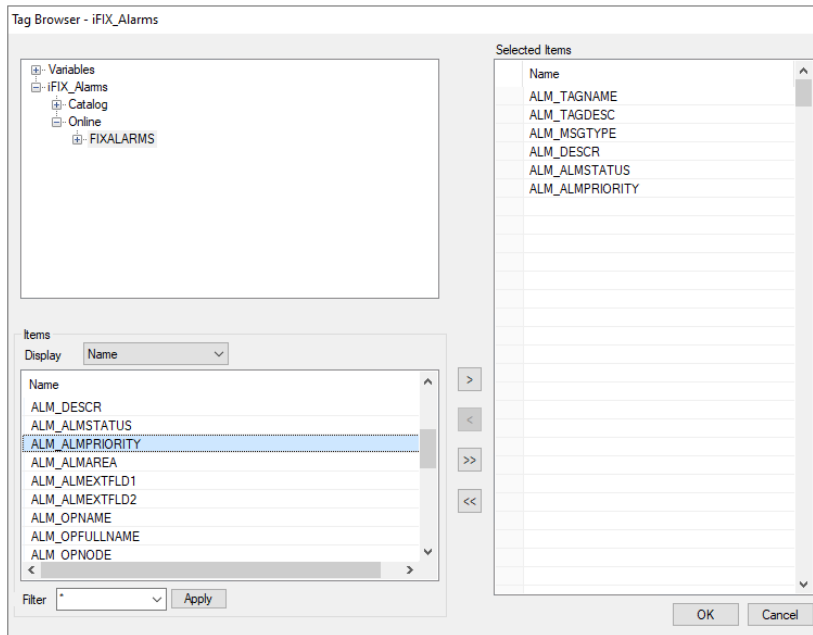 Tag Browser - iFIX_Alarms
Variables
iFIX_Alarms
Catalog
Online
FIXALARMS
Items
Display Name
Name
ALM_DESCR
ALM_ALMSTATUS
ALM_ALMPRIORITY
ALM_ALMAREA
ALM_ALMEXTFLD1
ALM_ALMEXTFLD2
ALM_OPNAME
ALM_OPFULLNAME
ALM_OPNODE
Filter * Apply
>
<
>>
<<
Selected Items
Name
ALM_TAGNAME
ALM_TAGDESC
ALM_MSGTYPE
ALM_DESCR
ALM_ALMSTATUS
ALM_ALMPRIORITY
OK Cancel